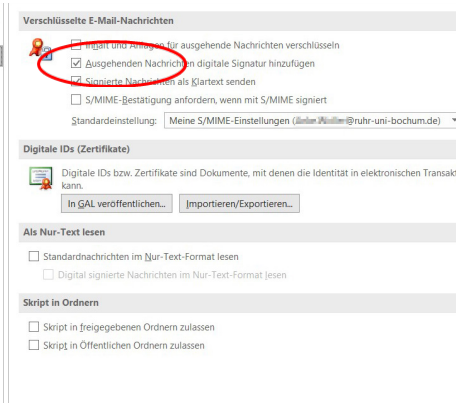 Verschlüsselte E-Mail-Nachrichten
Inhalt und Anlagen für ausgehende Nachrichten verschlüsseln
Ausgehenden Nachrichten digitale Signatur hinzufügen
Signierte Nachrichten als Klartext senden
S/MIME-Bestätigung anfordern, wenn mit S/MIME signiert
Standardeinstellung: Meine S/MIME-Einstellungen ( @ruhr-uni-bochum.de)
Digitale IDs (Zertifikate)
Digitale IDs bzw. Zertifikate sind Dokumente, mit denen die Identität in elektronischen Transakt
kann.
In GAL veröffentlichen... Importieren/Exportieren...
Als Nur-Text lesen
Standardnachrichten im Nur-Text-Format lesen
Digital signierte Nachrichten im Nur-Text-Format lesen
Skript in Ordnern
Skript in freigegebenen Ordnern zulassen
Skript in Öffentlichen Ordnern zulassen